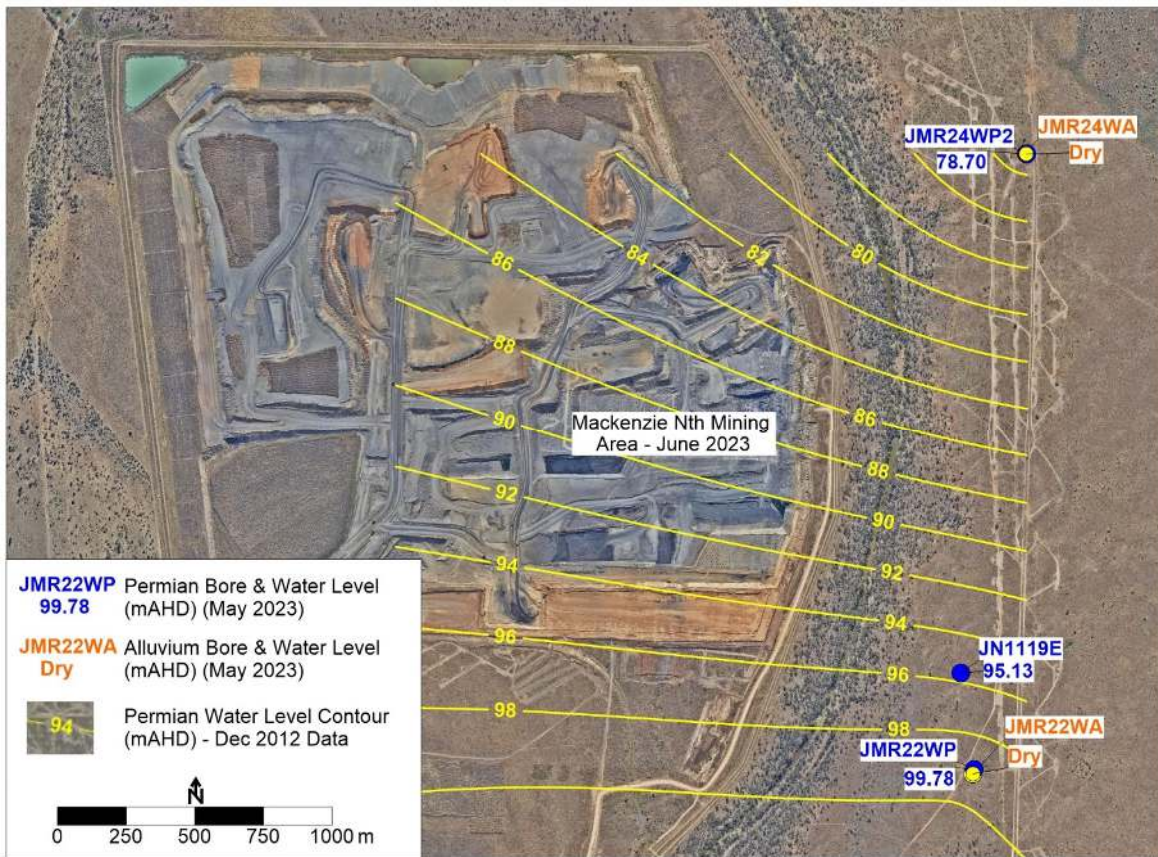 JMR24WP2
78.70
JMR24WA
Dry
80
82
84
86
86
88
88
90
90
92
92
94
94
96
96
98
98
Mackenzie Nth Mining
Area - June 2023
JN1119E
95.13
JMR22WA
Dry
JMR22WP
99.78
JMR22WP
99.78
Permian Bore & Water Level
(mAHD) (May 2023)
JMR22WA
Dry
Alluvium Bore & Water Level
(mAHD) (May 2023)
94
Permian Water Level Contour
(mAHD) - Dec 2012 Data
N
0 250 500 750 1000 m